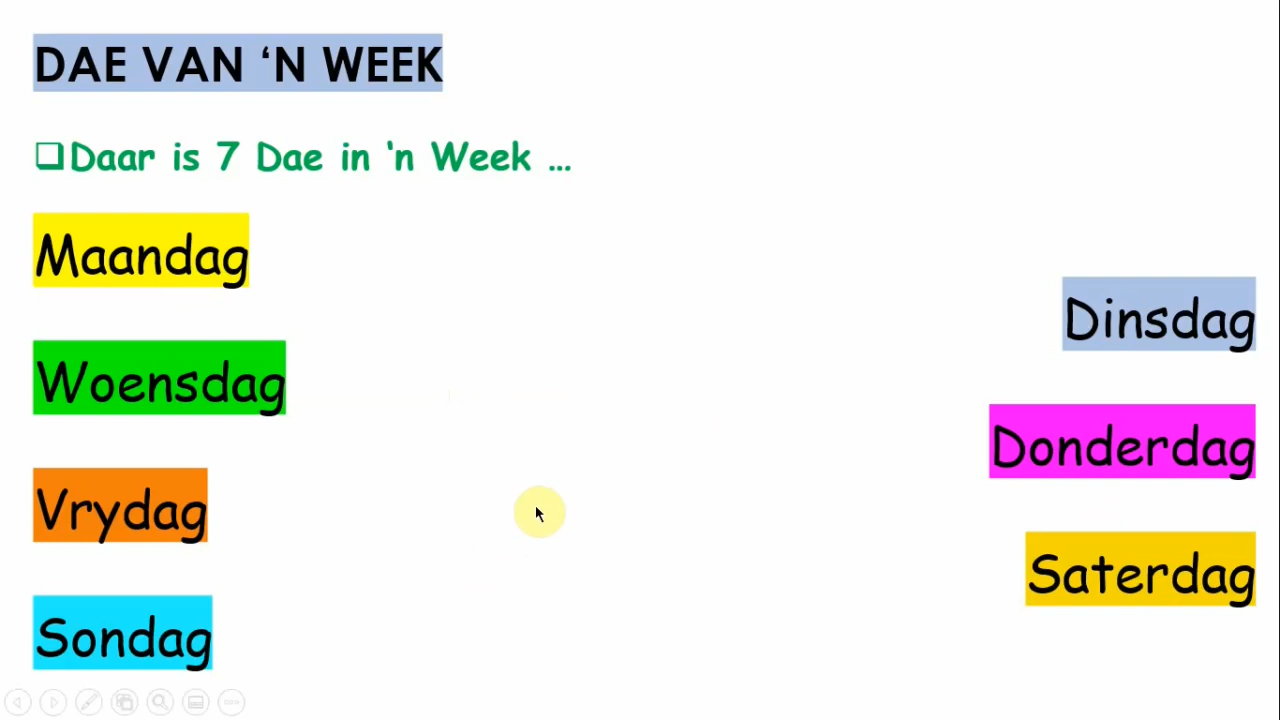 DAE VAN ‘N WEEK
❑Daar is 7 Dae in ‘n Week ...
Maandag
Dinsdag
Woensdag
Donderdag
Vrydag
Saterdag
Sondag